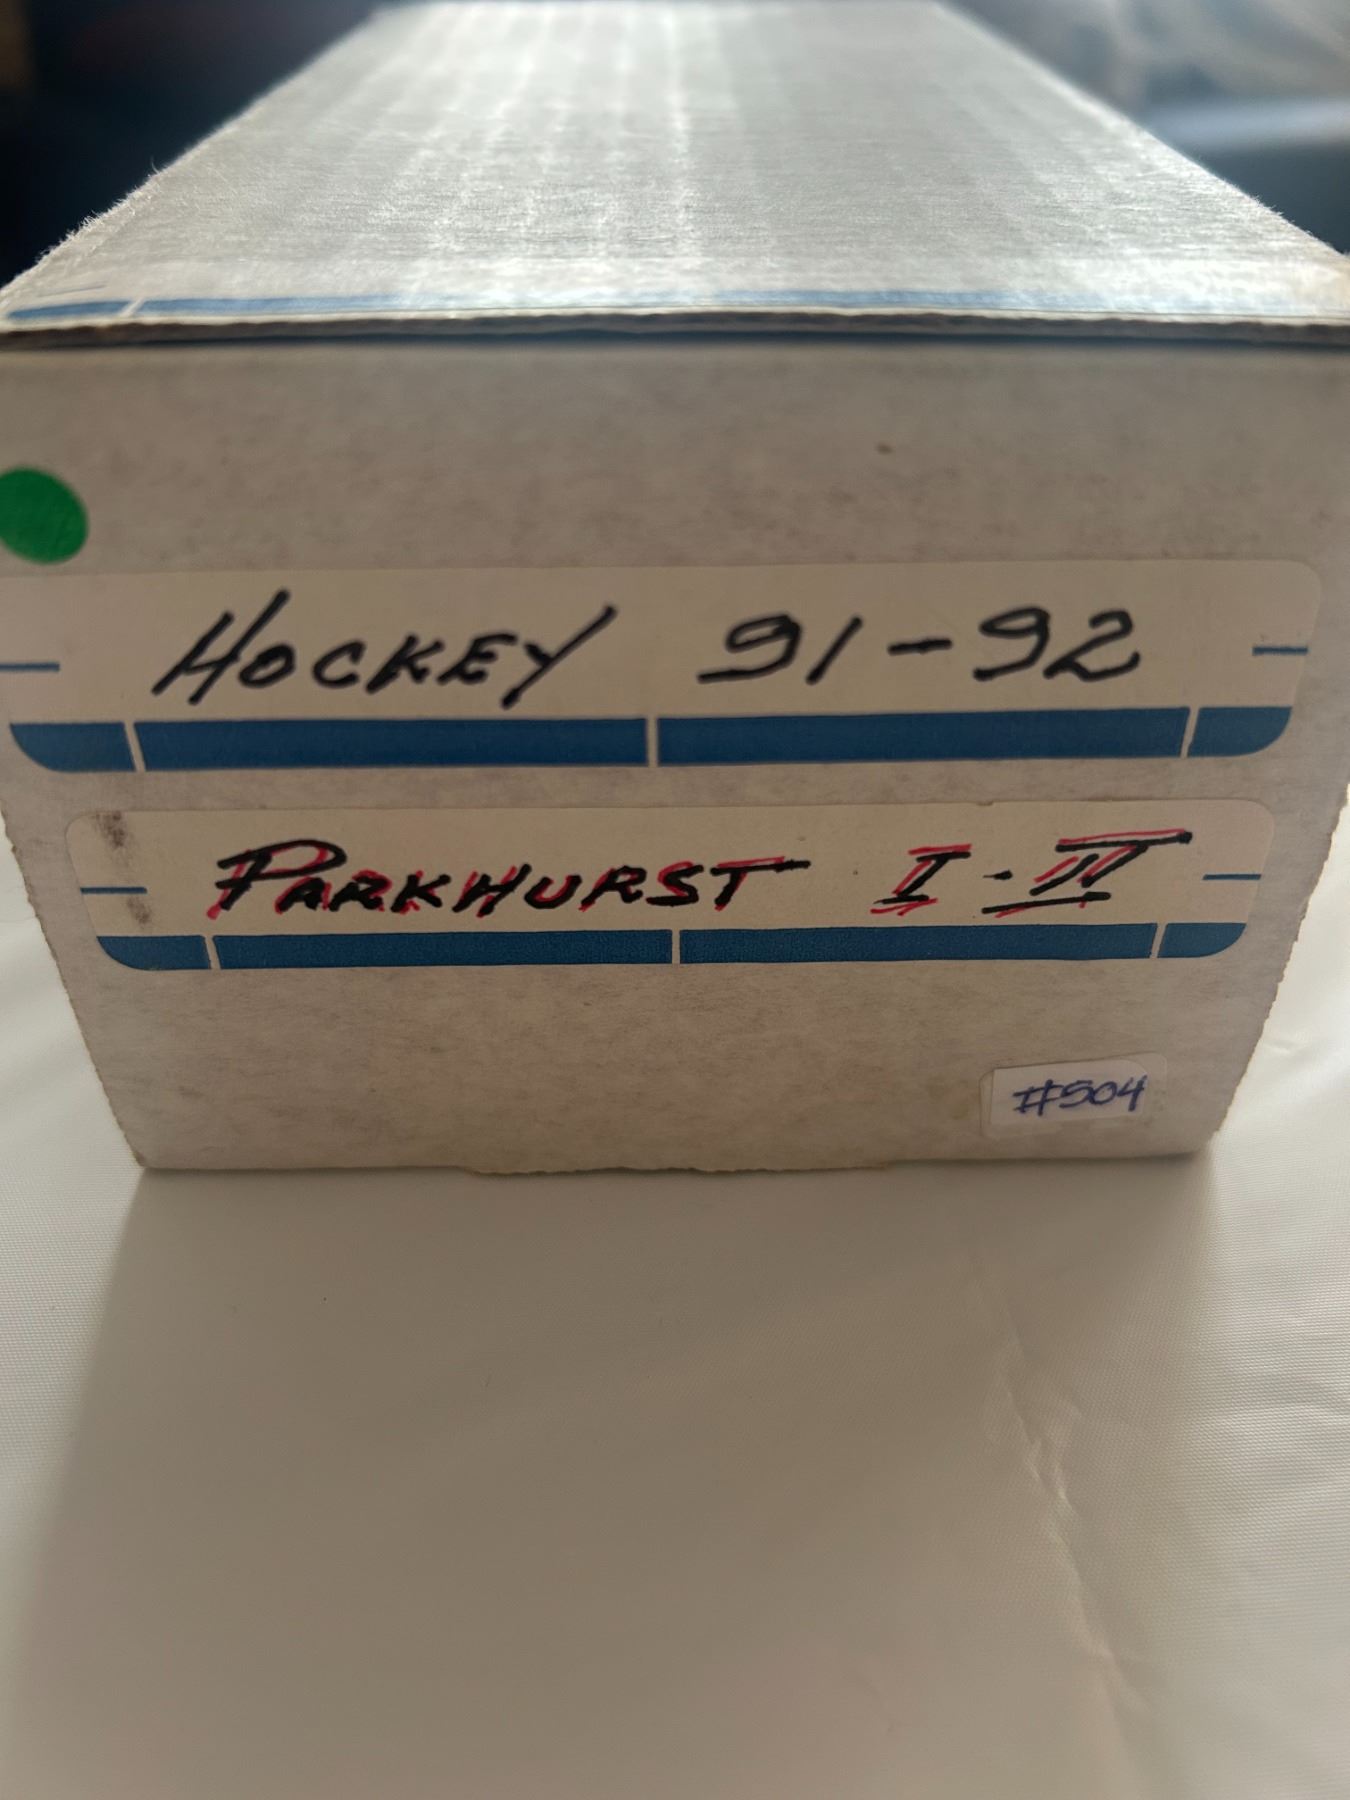 HOCKEY 91-92
PARKHURST I-II
#504